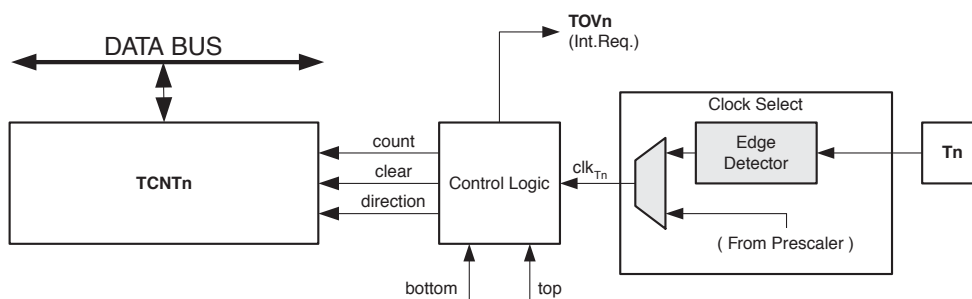 TOVn
(Int.Req.)
DATA BUS
Clock Select
count
Edge
Detector
Tn
TCNTn
clear
Control Logic
clkTn
direction
( From Prescaler )
bottom
top